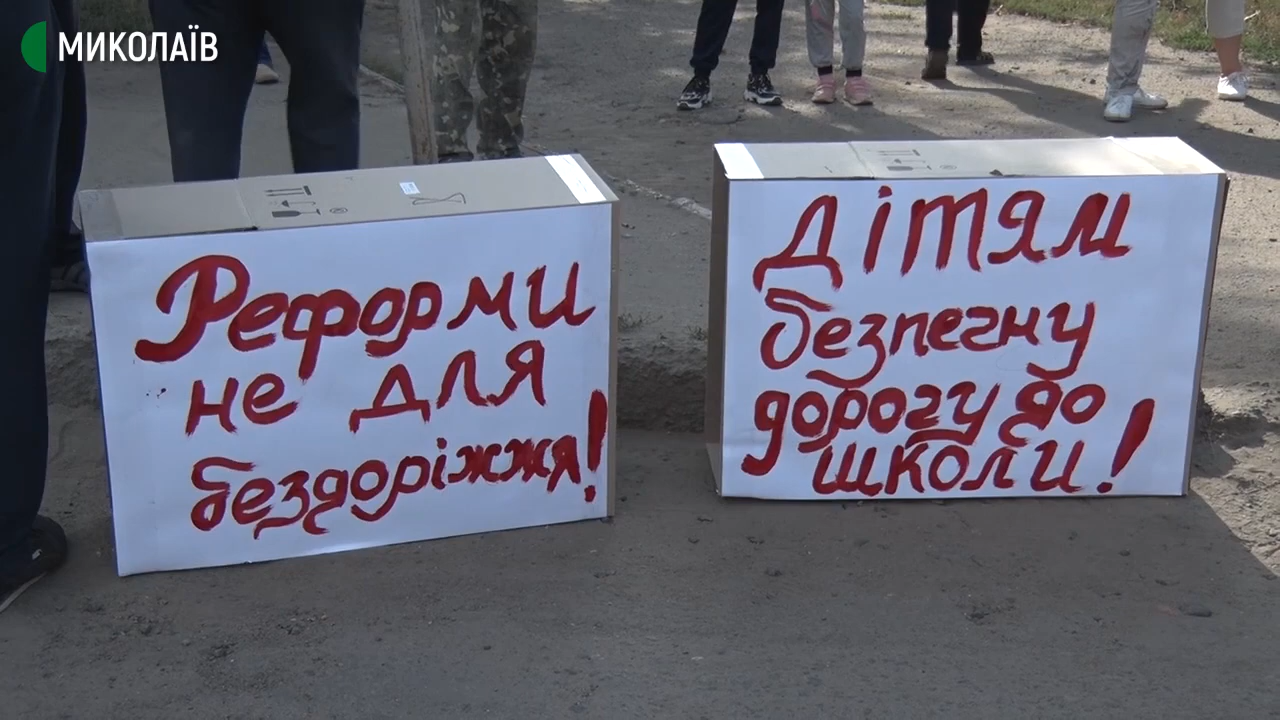 МИКОЛАЇВ
Реформи
не для
бездоріжжя!
Дітям
безпечну
дорогу до
школи!